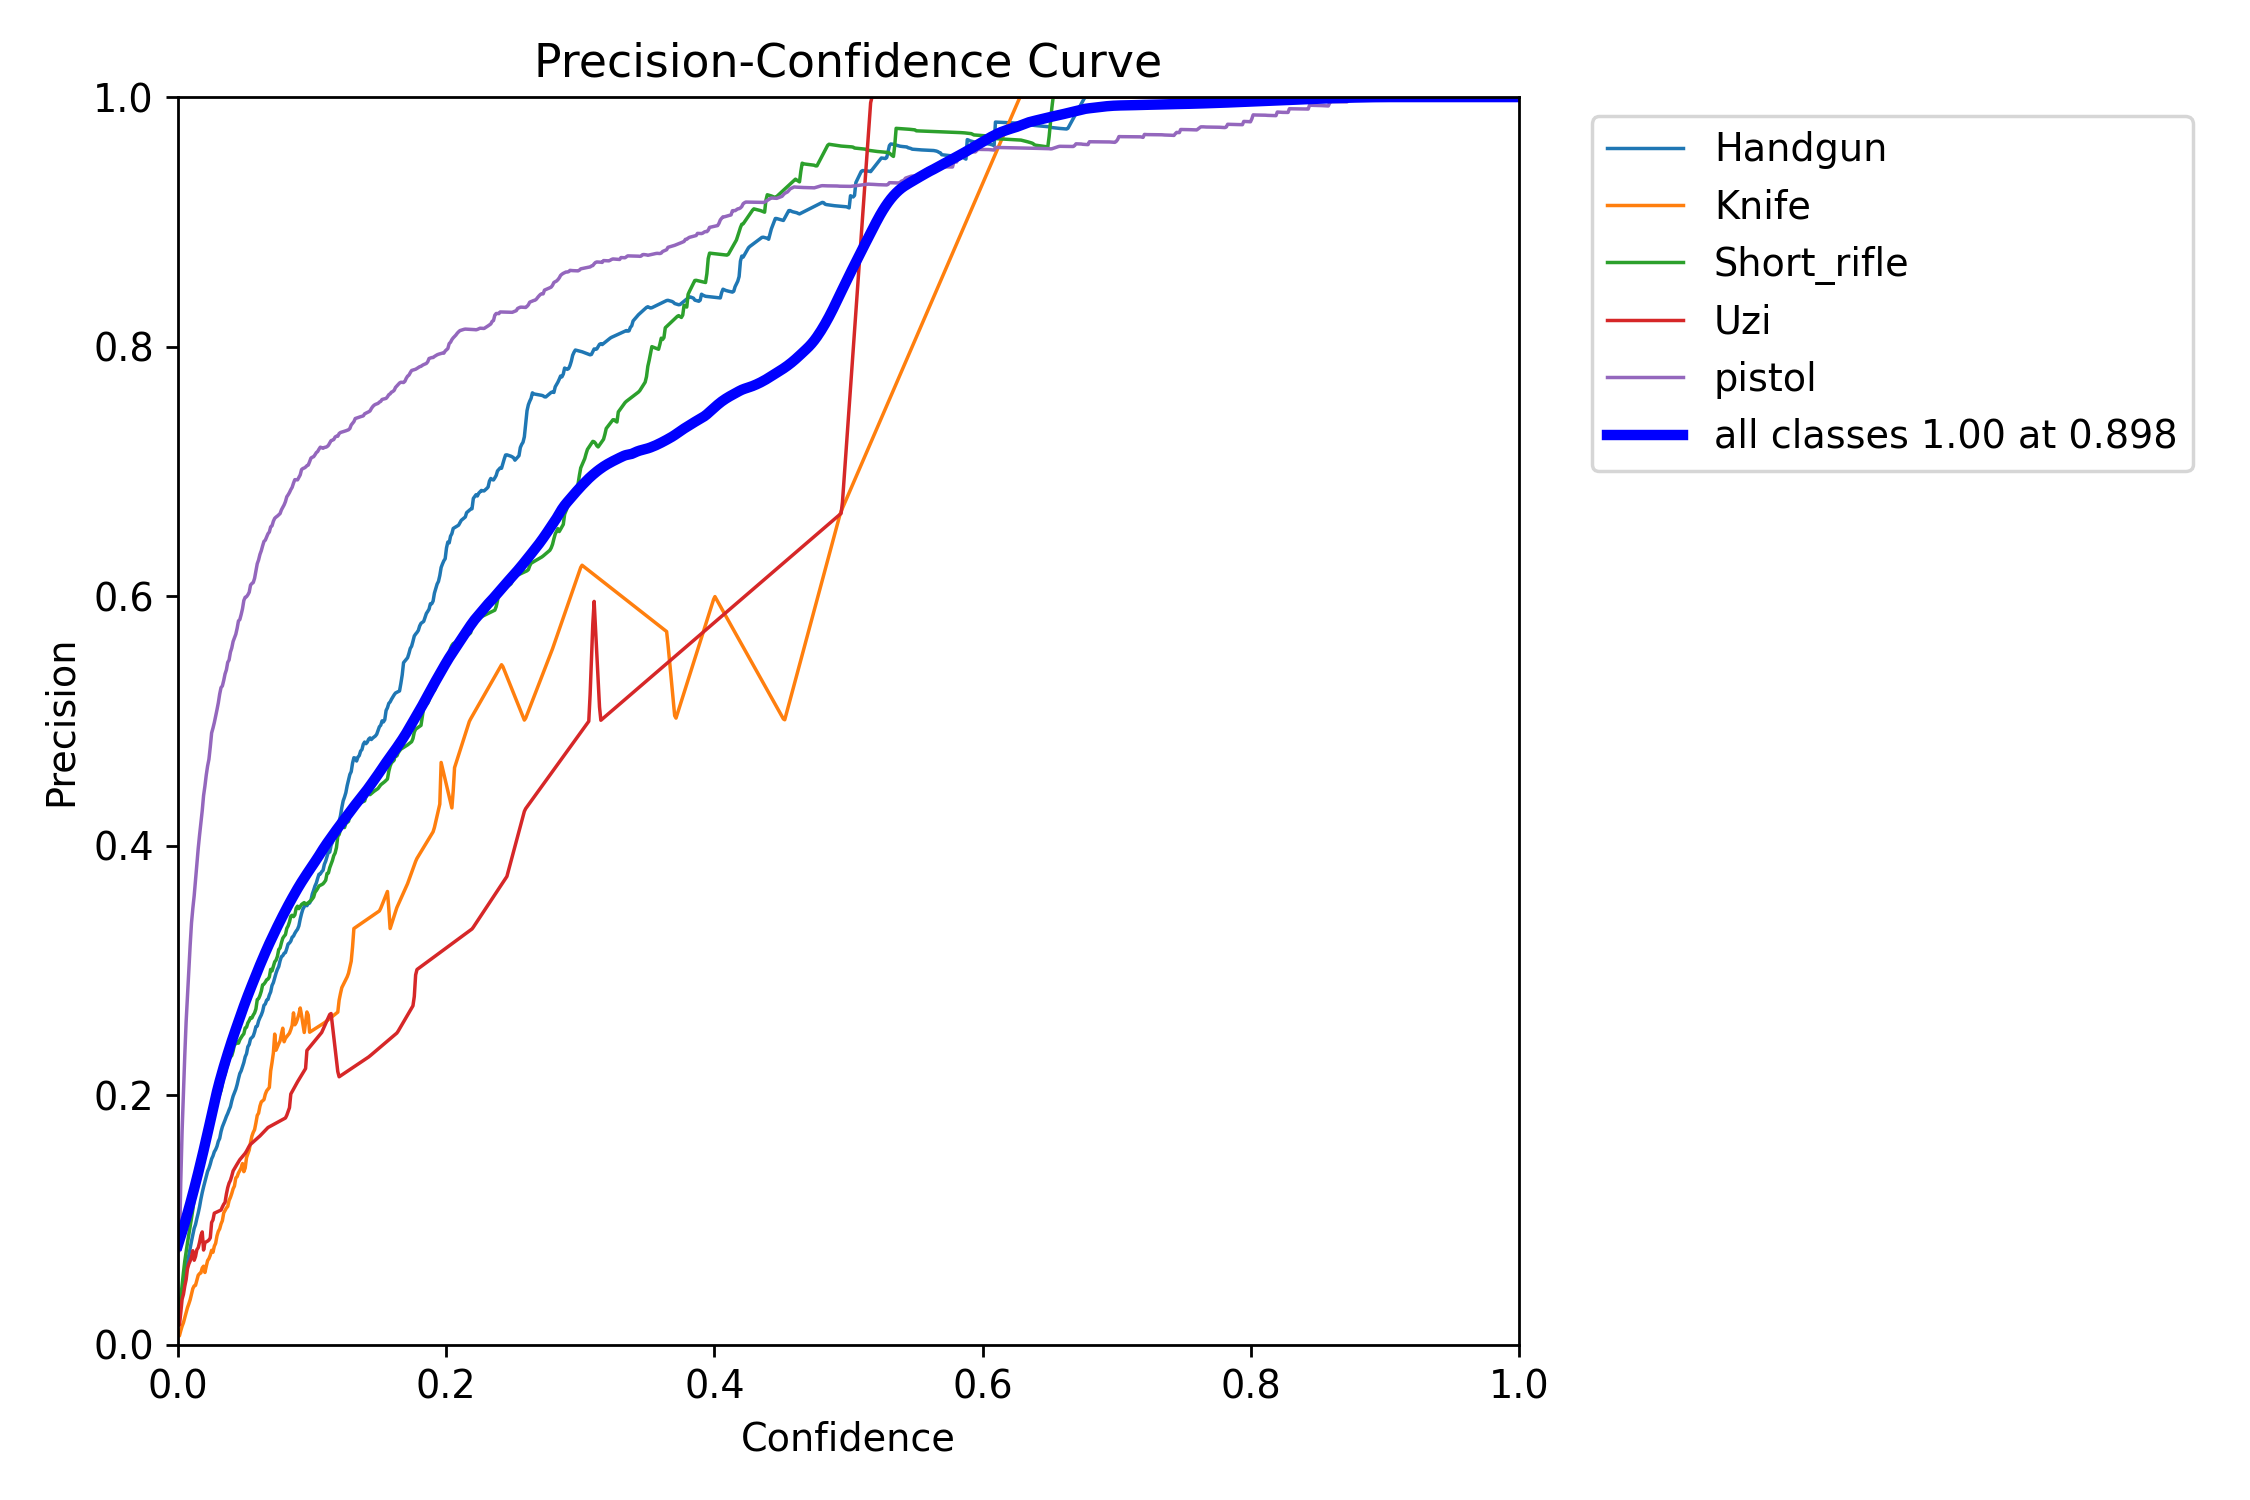 Precision-Confidence Curve
1.0
0.8
0.6
0.4
0.2
0.0
Precision
0.0 0.2 0.4 0.6 0.8 1.0
Confidence
Handgun
Knife
Short_rifle
Uzi
pistol
all classes 1.00 at 0.898